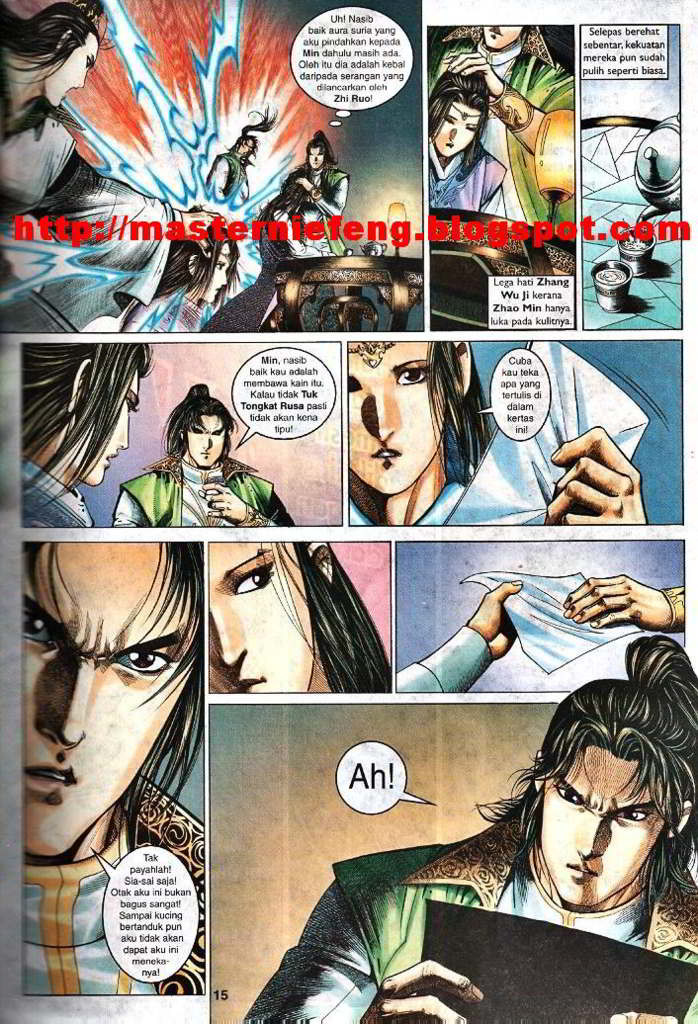 Uh! Nasib
baik aura suria yang
aku pindahkan kepada
Min dahulu masih ada.
Oleh itu dia adalah kebal
daripada serangan yang
dilancarkan oleh
Zhi Ruo!
Selepas berehat
sebentar, kekuatan
mereka pun sudah
pulih seperti biasa.
http://masterniefeng.blogspot.com
Lega hati Zhang
Wu Ji kerana
Zhao Min hanya
luka pada kulitnya.
Min, nasib
baik kau adalah
membawa kain itu.
Kalau tidak Tuk
Tongkat Rusa pasti
tidak akan kena
tipu!
Cuba
kau teka
apa yang
tertulis di
dalam
kertas
ini!
Tak
payahlah!
Sia-sai saja!
Otak aku ini bukan
bagus sangat!
Sampai kucing
bertanduk pun
aku tidak akan
dapat aku ini
meneka-
nya!
Ah!
15